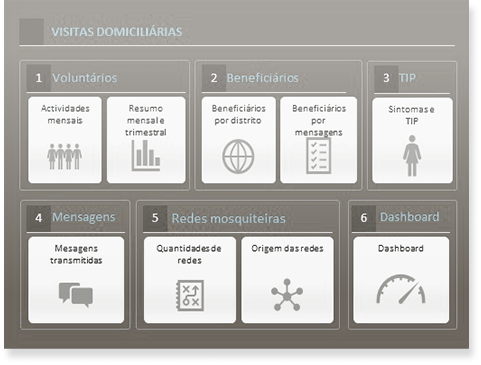 VISITAS DOMICILIÁRIAS
1 Voluntários
Actividades
mensais
Resumo
mensal e
trimestral
2 Beneficiários
Beneficiários
por distrito
Beneficiários
por
mensagens
3 TIP
Sintomas e
TIP
4 Mensagens
Mesagens
transmitidas
5 Redes mosquiteiras
Quantidades de
redes
Origem das redes
6 Dashboard
Dashboard